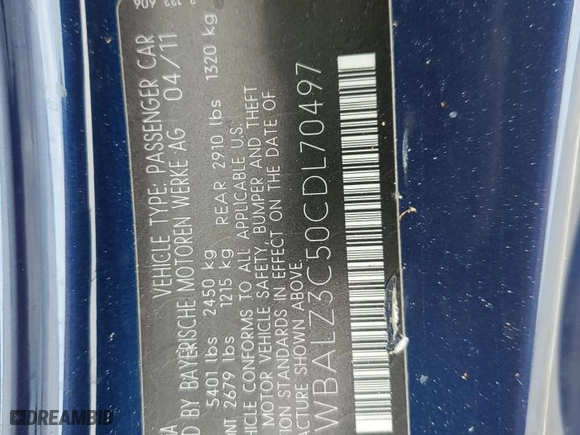 VEHICLE TYPE: PASSENGER CAR
D BY BAYERISCHE MOTOREN WERKE AG 04/11
5401 lbs 2450 kg
NT 2679 lbs 1215 kg REAR 2910 lbs 1320 kg
VEHICLE CONFORMS TO ALL APPLICABLE U.S.
MOTOR VEHICLE SAFETY, BUMPER AND THEFT
TION STANDARDS IN EFFECT ON THE DATE OF
ACTURE SHOWN ABOVE.
WBALZ3C50CDL70497
DREAMBID